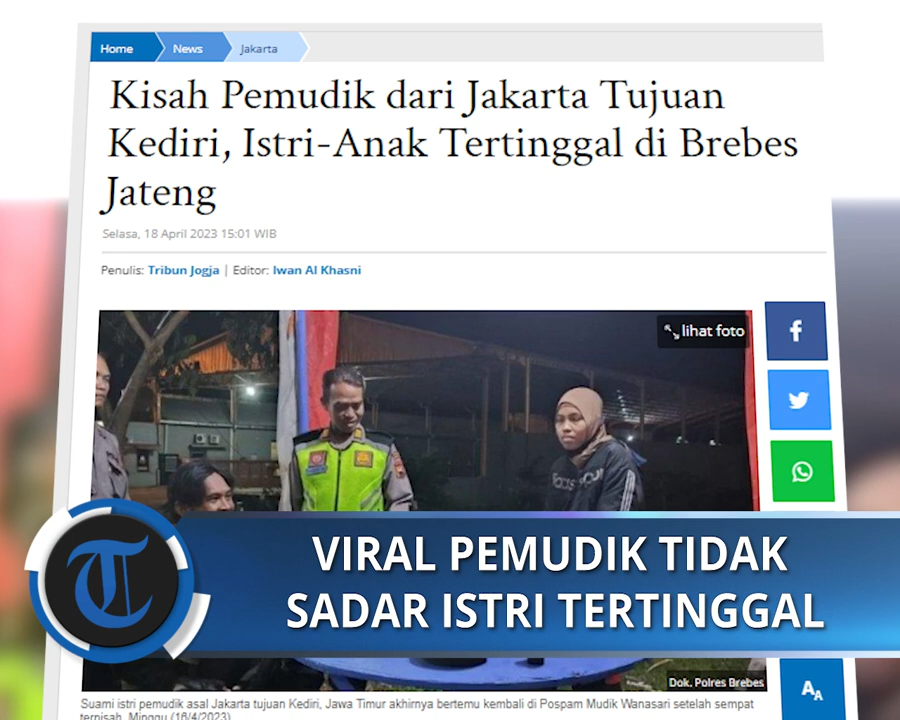 Home News Jakarta
Kisah Pemudik dari Jakarta Tujuan
Kediri, Istri-Anak Tertinggal di Brebes
Jateng
Selasa, 18 April 2023 15:01 WIB
Penulis: Tribun Jogja | Editor: Iwan Al Khasni
lihat foto
VIRAL PEMUDIK TIDAK
SADAR ISTRI TERTINGGAL
T
Dok. Polres Brebes
AA
Suami istri pemudik asal Jakarta tujuan Kediri, Jawa Timur akhirnya bertemu kembali di Pospam Mudik Wanasari setelah sempat
terpisah, Minggu (16/4/2023)